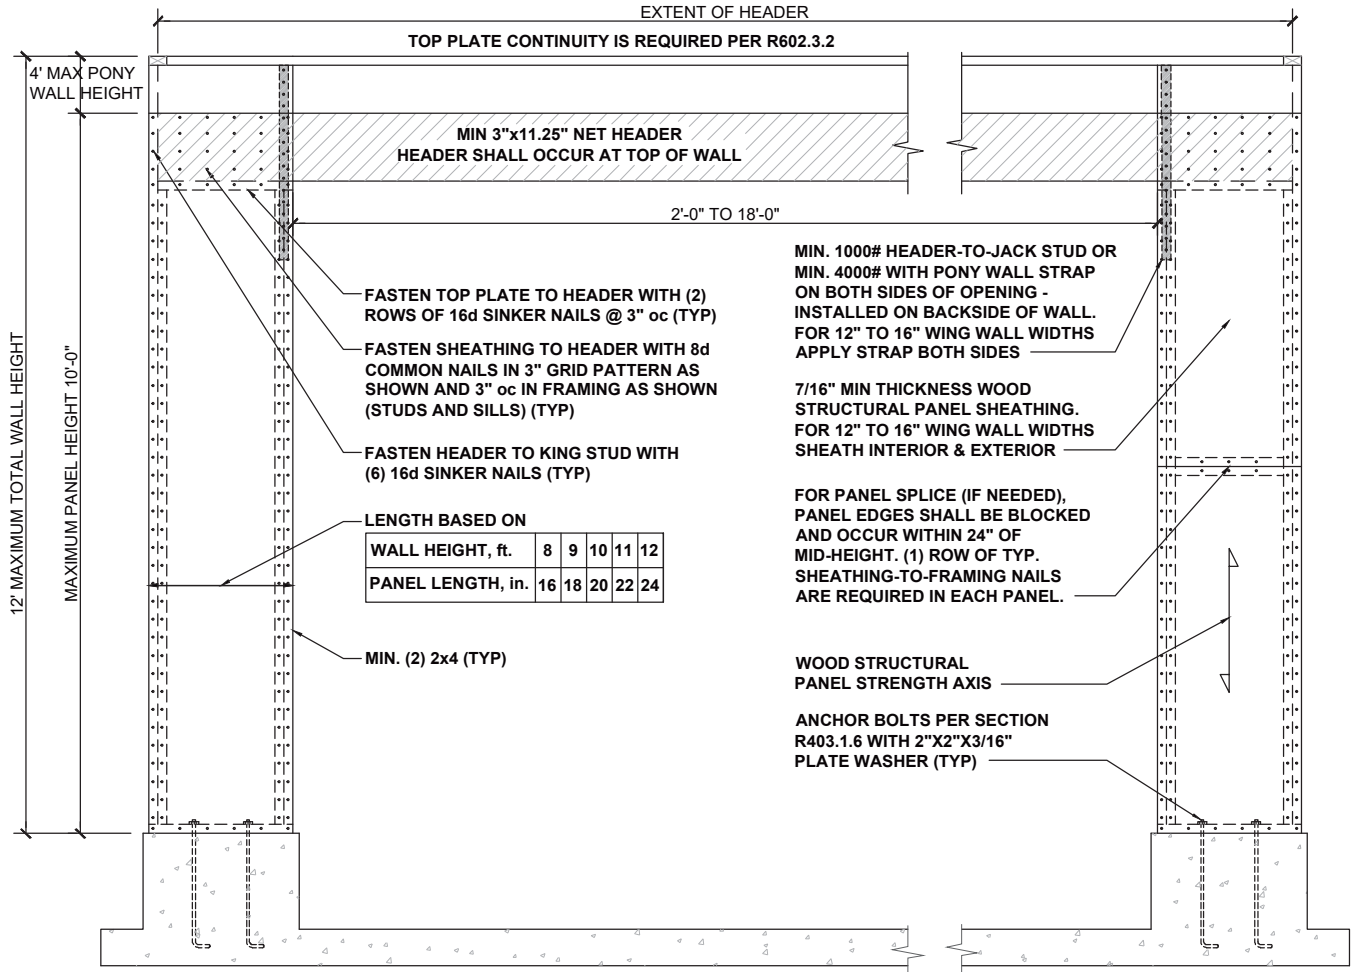 EXTENT OF HEADER
TOP PLATE CONTINUITY IS REQUIRED PER R602.3.2
4' MAX PONY
WALL HEIGHT
MIN 3"x11.25" NET HEADER
HEADER SHALL OCCUR AT TOP OF WALL
2'-0" TO 18'-0"
12' MAXIMUM TOTAL WALL HEIGHT
MAXIMUM PANEL HEIGHT 10'-0"
FASTEN TOP PLATE TO HEADER WITH (2)
ROWS OF 16d SINKER NAILS @ 3" oc (TYP)
FASTEN SHEATHING TO HEADER WITH 8d
COMMON NAILS IN 3" GRID PATTERN AS
SHOWN AND 3" oc IN FRAMING AS SHOWN
(STUDS AND SILLS) (TYP)
FASTEN HEADER TO KING STUD WITH
(6) 16d SINKER NAILS (TYP)
LENGTH BASED ON
WALL HEIGHT, ft. 8 9 10 11 12
PANEL LENGTH, in. 16 18 20 22 24
MIN. (2) 2x4 (TYP)
MIN. 1000# HEADER-TO-JACK STUD OR
MIN. 4000# WITH PONY WALL STRAP
ON BOTH SIDES OF OPENING -
INSTALLED ON BACKSIDE OF WALL.
FOR 12" TO 16" WING WALL WIDTHS
APPLY STRAP BOTH SIDES
7/16" MIN THICKNESS WOOD
STRUCTURAL PANEL SHEATHING.
FOR 12" TO 16" WING WALL WIDTHS
SHEATH INTERIOR & EXTERIOR
FOR PANEL SPLICE (IF NEEDED),
PANEL EDGES SHALL BE BLOCKED
AND OCCUR WITHIN 24" OF
MID-HEIGHT. (1) ROW OF TYP.
SHEATHING-TO-FRAMING NAILS
ARE REQUIRED IN EACH PANEL.
WOOD STRUCTURAL
PANEL STRENGTH AXIS
ANCHOR BOLTS PER SECTION
R403.1.6 WITH 2"X2"X3/16"
PLATE WASHER (TYP)